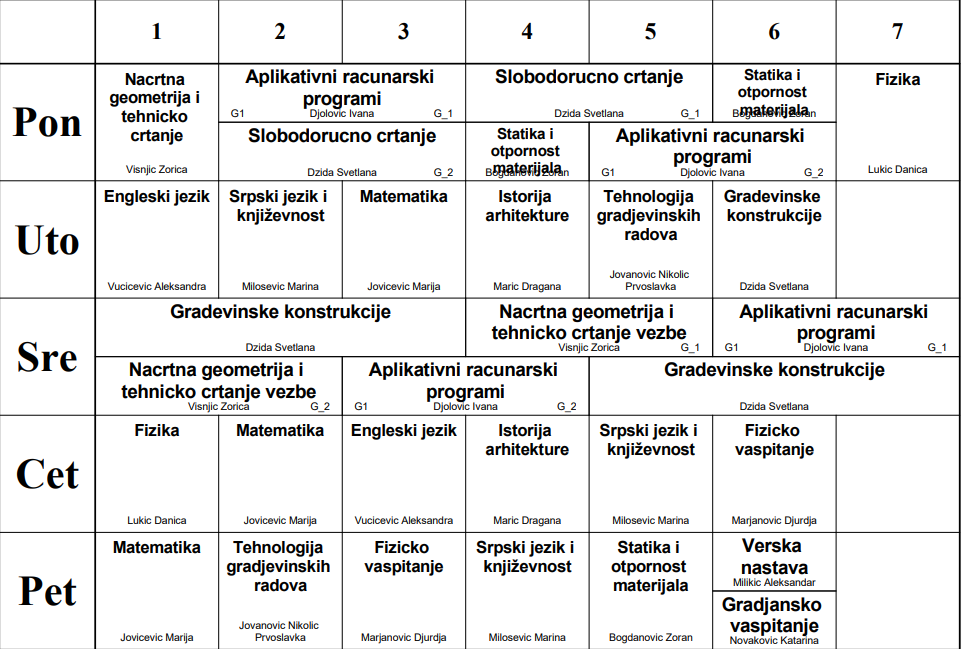 1 2 3 4 5 6 7
Pon
Nacrtna
geometrija i
tehnicko
crtanje
Visnjic Zorica
Aplikativni racunarski
programi
G1 Djolovic Ivana G_1
Slobodorucno crtanje
Dzida Svetlana G_1
Statika i
otpornost
materijala
Bogdanovic Zoran
Fizika
Lukic Danica
Slobodorucno crtanje
Dzida Svetlana G_2
Statika i
otpornost
materijala
Bogdanovic Zoran
Aplikativni racunarski
programi
G1 Djolovic Ivana G_2
Uto
Engleski jezik
Vucicevic Aleksandra
Srpski jezik i
književnost
Milosevic Marina
Matematika
Jovicevic Marija
Istorija
arhitekture
Maric Dragana
Tehnologija
gradjevinskih
radova
Jovanovic Nikolic
Prvoslavka
Gradevinske
konstrukcije
Dzida Svetlana
Sre
Gradevinske konstrukcije
Dzida Svetlana
Nacrtna geometrija i
tehnicko crtanje vezbe
Visnjic Zorica G_1
Aplikativni racunarski
programi
G1 Djolovic Ivana G_1
Nacrtna geometrija i
tehnicko crtanje vezbe
Visnjic Zorica G_2
Aplikativni racunarski
programi
G1 Djolovic Ivana G_2
Gradevinske konstrukcije
Dzida Svetlana
Cet
Fizika
Lukic Danica
Matematika
Jovicevic Marija
Engleski jezik
Vucicevic Aleksandra
Istorija
arhitekture
Maric Dragana
Srpski jezik i
književnost
Milosevic Marina
Fizicko
vaspitanje
Marjanovic Djurdja
Pet
Matematika
Jovicevic Marija
Tehnologija
gradjevinskih
radova
Jovanovic Nikolic
Prvoslavka
Fizicko
vaspitanje
Marjanovic Djurdja
Srpski jezik i
književnost
Milosevic Marina
Statika i
otpornost
materijala
Bogdanovic Zoran
Verska
nastava
Milikic Aleksandar
Gradjansko
vaspitanje
Novakovic Katarina